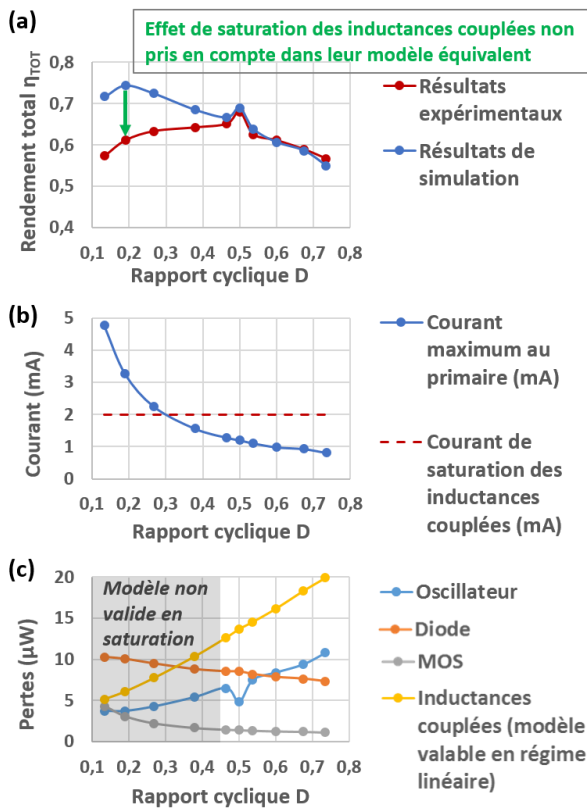 (a)
Effet de saturation des inductances couplées non
pris en compte dans leur modèle équivalent
Rendement total ηTOT
0,8
0,7
0,6
0,5
0,4
0,1 0,2 0,3 0,4 0,5 0,6 0,7 0,8
Rapport cyclique D
Résultats
expérimentaux
Résultats de
simulation
(b)
Courant (mA)
5
4
3
2
1
0
0,1 0,2 0,3 0,4 0,5 0,6 0,7 0,8
Rapport cyclique D
Courant
maximum au
primaire (mA)
Courant de
saturation des
inductances
couplées (mA)
(c)
Pertes (µW)
20
15
10
5
0
Modèle non
valide en
saturation
0,1 0,2 0,3 0,4 0,5 0,6 0,7 0,8
Rapport cyclique D
Oscillateur
Diode
MOS
Inductances
couplées (modèle
valable en régime
linéaire)